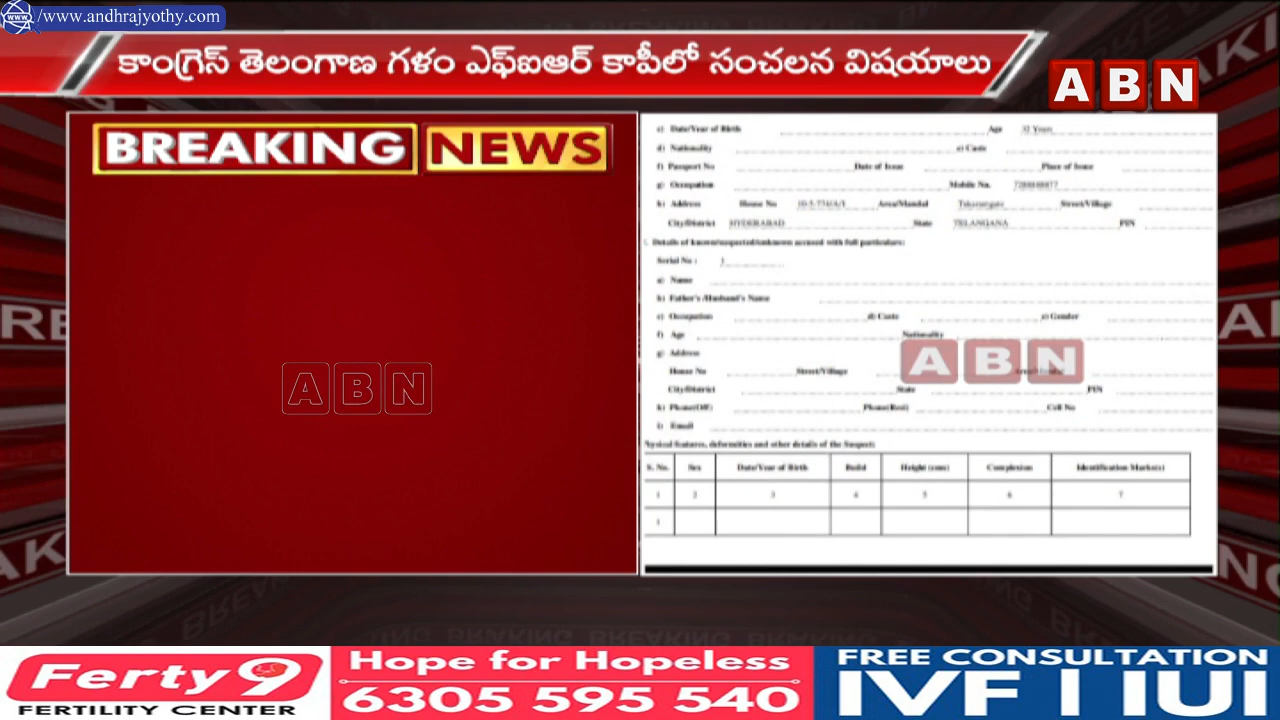 /www.andhrajyothy.com
కాంగ్రెస్ తెలంగాణ గళం ఎఫ్ఐఆర్ కాపీలో సంచలన విషయాలు
ABN
BREAKING NEWS
c) Date/Year of Birth Age 32 Years
d) Nationality e) Caste
f) Passport No Date of Issue Place of Issue
g) Occupation Mobile No.
h) Address House No Area/Mandal Street/Village
City/District HYDERABAD State TELANGANA PIN
Details of known/suspected/unknown accused with full particulars:
Serial No : 1
a) Name
b) Father's /Husband's Name
c) Occupation d) Caste e) Gender
f) Age Nationality
g) Address
House No Street/Village
City/District State PIN
h) Phone(Off) Phone(Resi) Cell No
i) Email
Physical features, deformities and other details of the Suspect:
S. No. Sex Date/Year of Birth Build Height (cms) Complexion Identification Mark(s)
1 2 3 4 5 6 7
1
ABN
ABN
Ferty9
FERTILITY CENTER
Hope for Hopeless
6305 595 540
FREE CONSULTATION
IVF | IUI